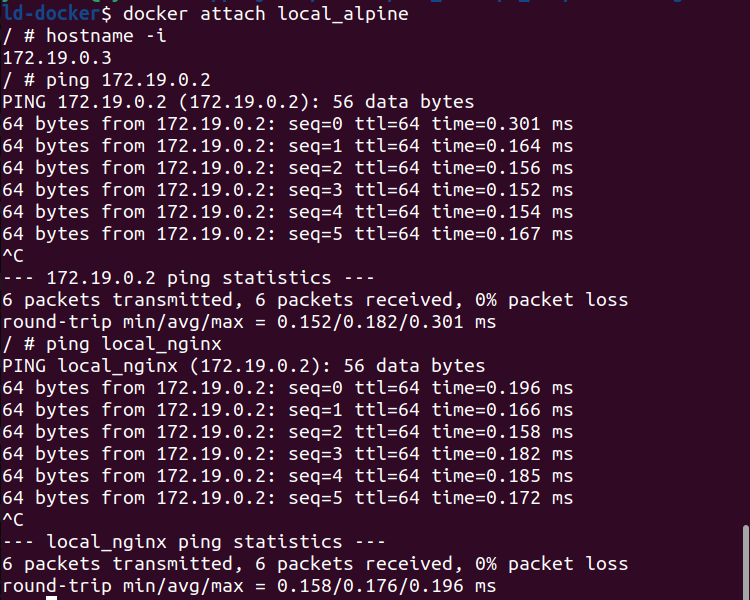 ld-docker$ docker attach local_alpine
/ # hostname -i
172.19.0.3
/ # ping 172.19.0.2
PING 172.19.0.2 (172.19.0.2): 56 data bytes
64 bytes from 172.19.0.2: seq=0 ttl=64 time=0.301 ms
64 bytes from 172.19.0.2: seq=1 ttl=64 time=0.164 ms
64 bytes from 172.19.0.2: seq=2 ttl=64 time=0.156 ms
64 bytes from 172.19.0.2: seq=3 ttl=64 time=0.152 ms
64 bytes from 172.19.0.2: seq=4 ttl=64 time=0.154 ms
64 bytes from 172.19.0.2: seq=5 ttl=64 time=0.167 ms
^C
--- 172.19.0.2 ping statistics ---
6 packets transmitted, 6 packets received, 0% packet loss
round-trip min/avg/max = 0.152/0.182/0.301 ms
/ # ping local_nginx
PING local_nginx (172.19.0.2): 56 data bytes
64 bytes from 172.19.0.2: seq=0 ttl=64 time=0.196 ms
64 bytes from 172.19.0.2: seq=1 ttl=64 time=0.166 ms
64 bytes from 172.19.0.2: seq=2 ttl=64 time=0.158 ms
64 bytes from 172.19.0.2: seq=3 ttl=64 time=0.182 ms
64 bytes from 172.19.0.2: seq=4 ttl=64 time=0.185 ms
64 bytes from 172.19.0.2: seq=5 ttl=64 time=0.172 ms
^C
--- local_nginx ping statistics ---
6 packets transmitted, 6 packets received, 0% packet loss
round-trip min/avg/max = 0.158/0.176/0.196 ms